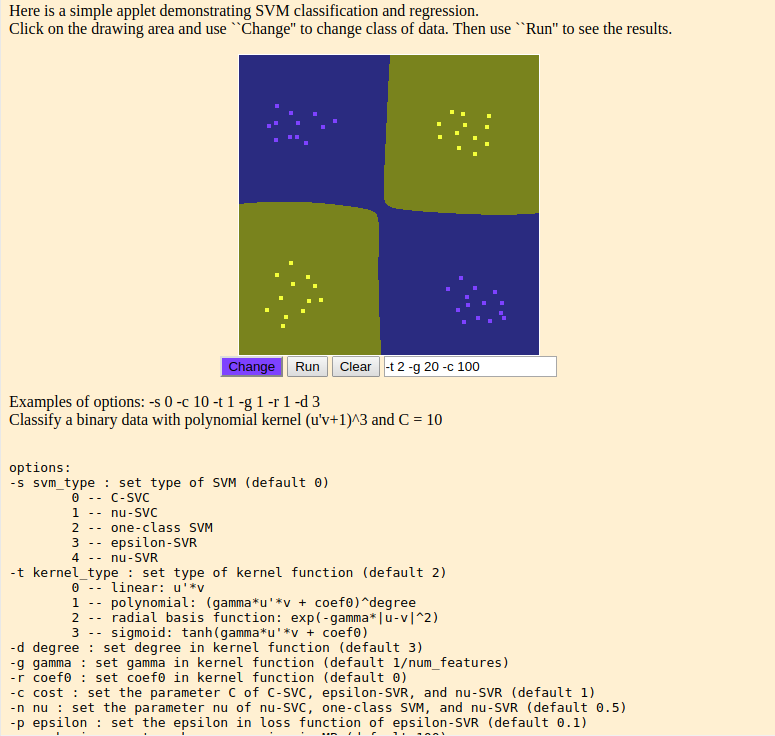 Here is a simple applet demonstrating SVM classification and regression.
Click on the drawing area and use ``Change'' to change class of data. Then use ``Run'' to see the results.
Change Run Clear -t 2 -g 20 -c 100
Examples of options: -s 0 -c 10 -t 1 -g 1 -r 1 -d 3
Classify a binary data with polynomial kernel (u'v+1)^3 and C = 10
options:
-s svm_type : set type of SVM (default 0)
0 -- C-SVC
1 -- nu-SVC
2 -- one-class SVM
3 -- epsilon-SVR
4 -- nu-SVR
-t kernel_type : set type of kernel function (default 2)
0 -- linear: u'*v
1 -- polynomial: (gamma*u'*v + coef0)^degree
2 -- radial basis function: exp(-gamma*|u-v|^2)
3 -- sigmoid: tanh(gamma*u'*v + coef0)
-d degree : set degree in kernel function (default 3)
-g gamma : set gamma in kernel function (default 1/num_features)
-r coef0 : set coef0 in kernel function (default 0)
-c cost : set the parameter C of C-SVC, epsilon-SVR, and nu-SVR (default 1)
-n nu : set the parameter nu of nu-SVC, one-class SVM, and nu-SVR (default 0.5)
-p epsilon : set the epsilon in loss function of epsilon-SVR (default 0.1)